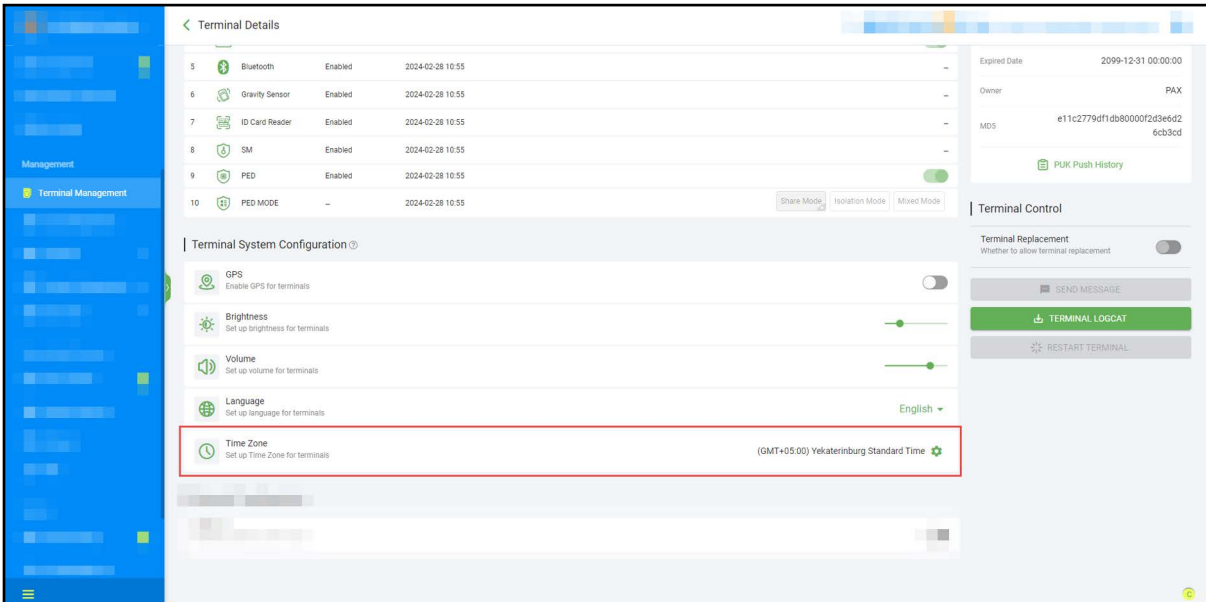 Terminal Details
Management
Terminal Management
5 Bluetooth Enabled 2024-02-28 10:55 –
6 Gravity Sensor Enabled 2024-02-28 10:55 –
7 ID Card Reader Enabled 2024-02-28 10:55 –
8 SM Enabled 2024-02-28 10:55 –
9 PED Enabled 2024-02-28 10:55
10 PED MODE – 2024-02-28 10:55 Share Mode Isolation Mode Mixed Mode
Terminal System Configuration
GPS
Enable GPS for terminals
Brightness
Set up brightness for terminals
Volume
Set up volume for terminals
Language
Set up language for terminals
English
Time Zone
Set up Time Zone for terminals
(GMT+05:00) Yekaterinburg Standard Time
Expired Date 2099-12-31 00:00:00
Owner PAX
MD5 e11c2779df1db80000f2d3e6d2
6cb3cd
PUK Push History
Terminal Control
Terminal Replacement
Whether to allow terminal replacement
SEND MESSAGE
TERMINAL LOGCAT
RESTART TERMINAL
C